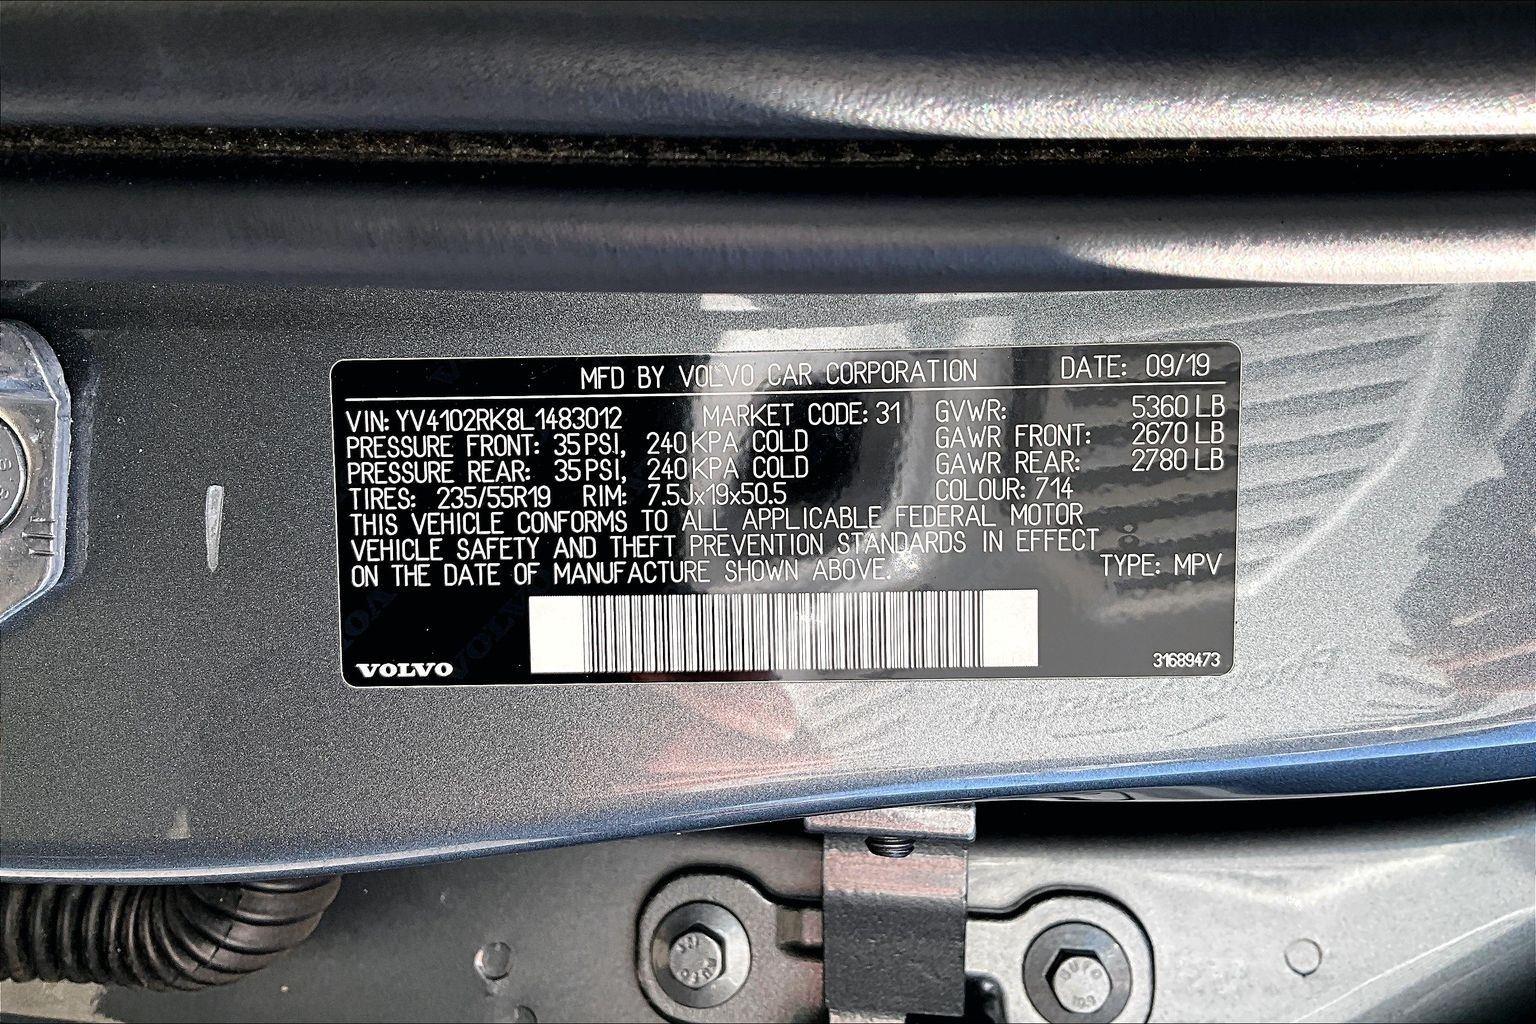 MFD BY VOLVO CAR CORPORATION DATE: 09/19
VIN: YV4102RK8L1483012 MARKET CODE: 31 GVWR: 5360 LB
PRESSURE FRONT: 35 PSI, 240 KPA COLD GAWR FRONT: 2670 LB
PRESSURE REAR: 35 PSI, 240 KPA COLD GAWR REAR: 2780 LB
TIRES: 235/55R19 RIM: 7.5Jx19x50.5 COLOUR: 714
THIS VEHICLE CONFORMS TO ALL APPLICABLE FEDERAL MOTOR
VEHICLE SAFETY AND THEFT PREVENTION STANDARDS IN EFFECT
ON THE DATE OF MANUFACTURE SHOWN ABOVE. TYPE: MPV
VOLVO 31689473